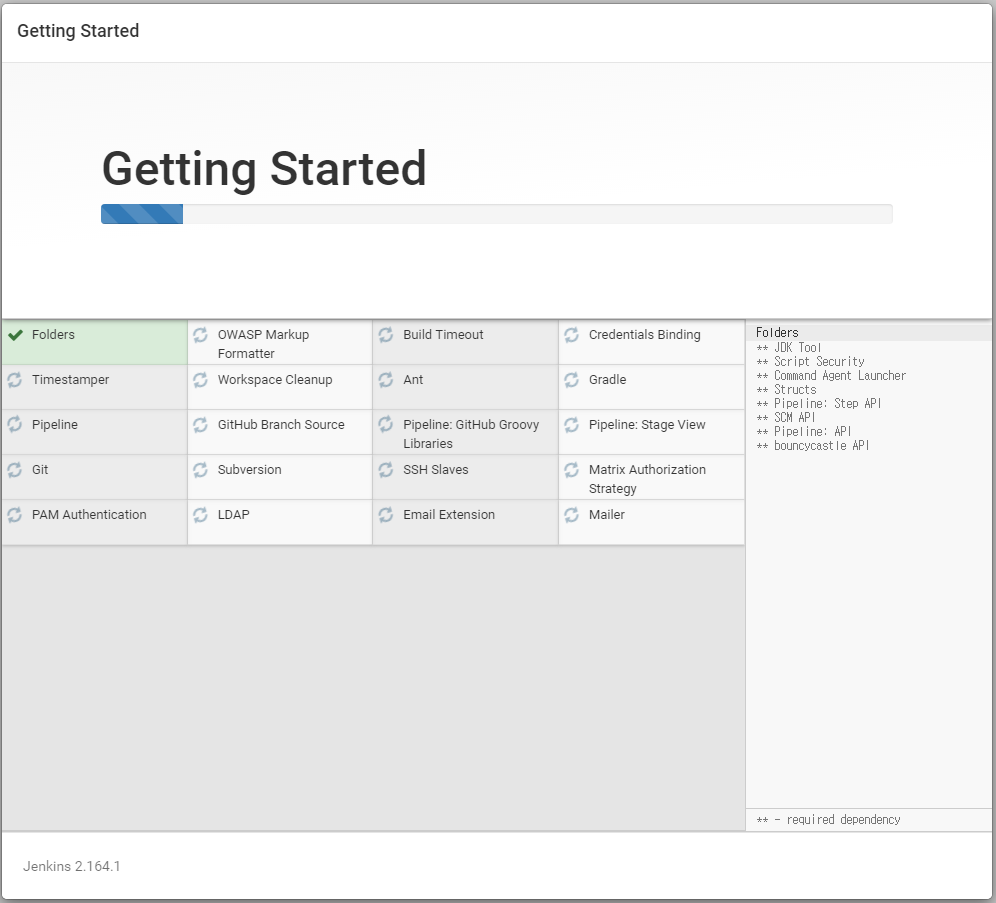 Getting Started
Getting Started
Folders
OWASP Markup
Formatter
Build Timeout
Credentials Binding
Timestamper
Workspace Cleanup
Ant
Gradle
Pipeline
GitHub Branch Source
Pipeline: GitHub Groovy
Libraries
Pipeline: Stage View
Git
Subversion
SSH Slaves
Matrix Authorization
Strategy
PAM Authentication
LDAP
Email Extension
Mailer
Folders
** JDK Tool
** Script Security
** Command Agent Launcher
** Structs
** Pipeline: Step API
** SCM API
** Pipeline: API
** bouncycastle API
** - required dependency
Jenkins 2.164.1